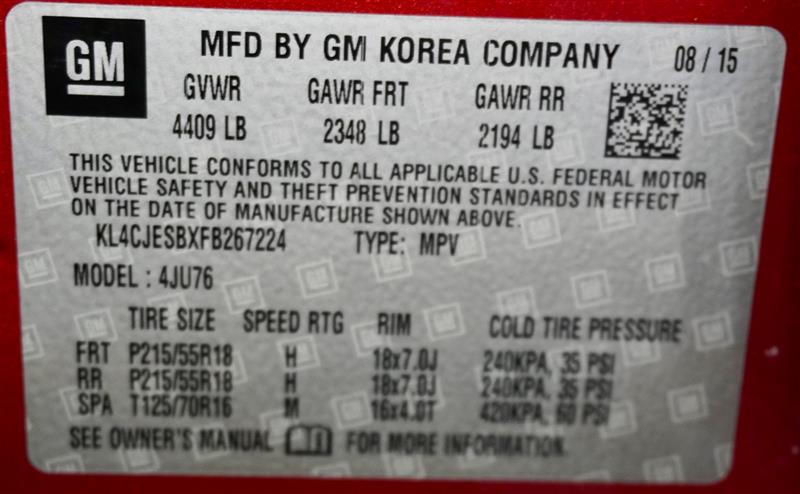 GM
MFD BY GM KOREA COMPANY 08 / 15
GVWR GAWR FRT GAWR RR
4409 LB 2348 LB 2194 LB
THIS VEHICLE CONFORMS TO ALL APPLICABLE U.S. FEDERAL MOTOR
VEHICLE SAFETY AND THEFT PREVENTION STANDARDS IN EFFECT
ON THE DATE OF MANUFACTURE SHOWN ABOVE.
KL4CJESBXFB267224 TYPE: MPV
MODEL : 4JU76
TIRE SIZE SPEED RTG RIM COLD TIRE PRESSURE
FRT P215/55R18 H 18x7.0J 240KPA, 35 PSI
RR P215/55R18 H 18x7.0J 240KPA, 35 PSI
SPA T125/70R16 M 16x4.0T 420KPA, 60 PSI
SEE OWNER'S MANUAL FOR MORE INFORMATION.